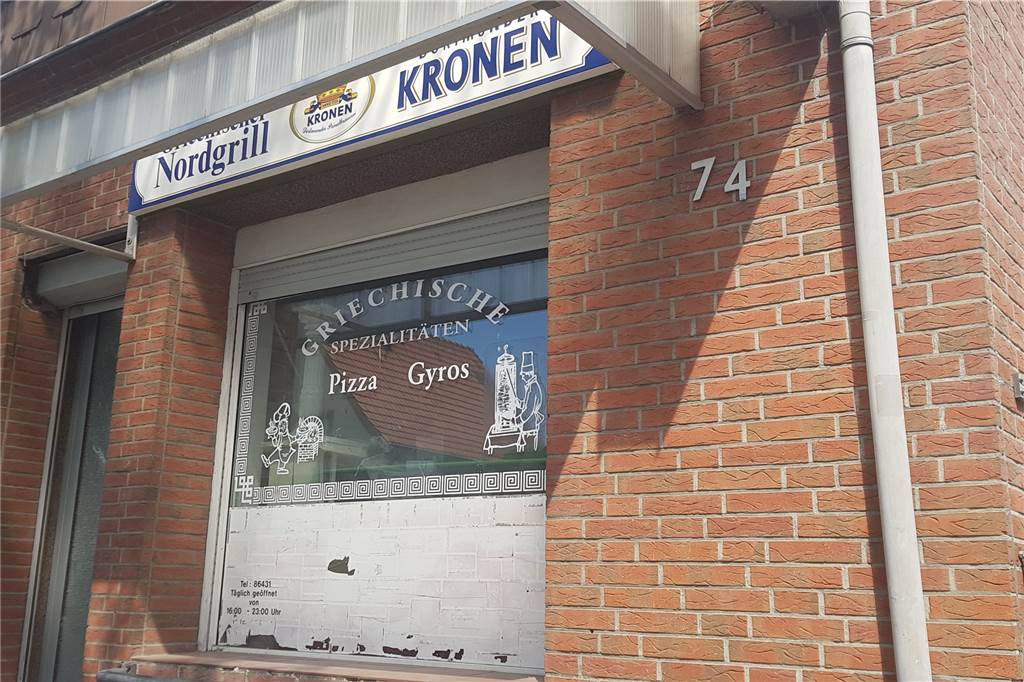 Nordgrill
KRONEN
KRONEN
74
GRIECHISCHE
SPEZIALITÄTEN
Pizza Gyros
Tel: 86431
Täglich geöffnet
von
16:00 - 23:00 Uhr